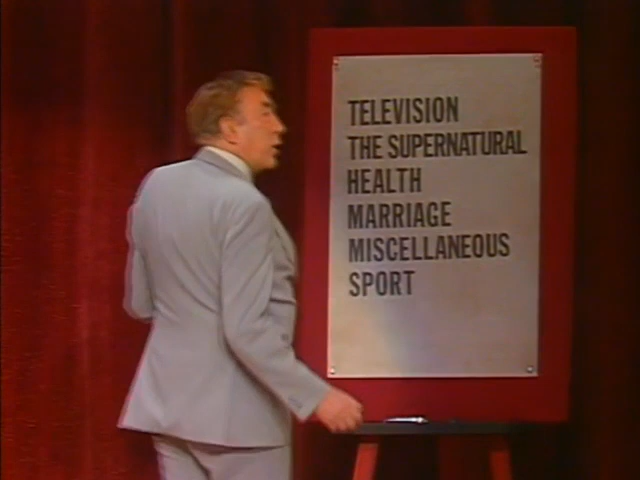 TELEVISION
THE SUPERNATURAL
HEALTH
MARRIAGE
MISCELLANEOUS
SPORT